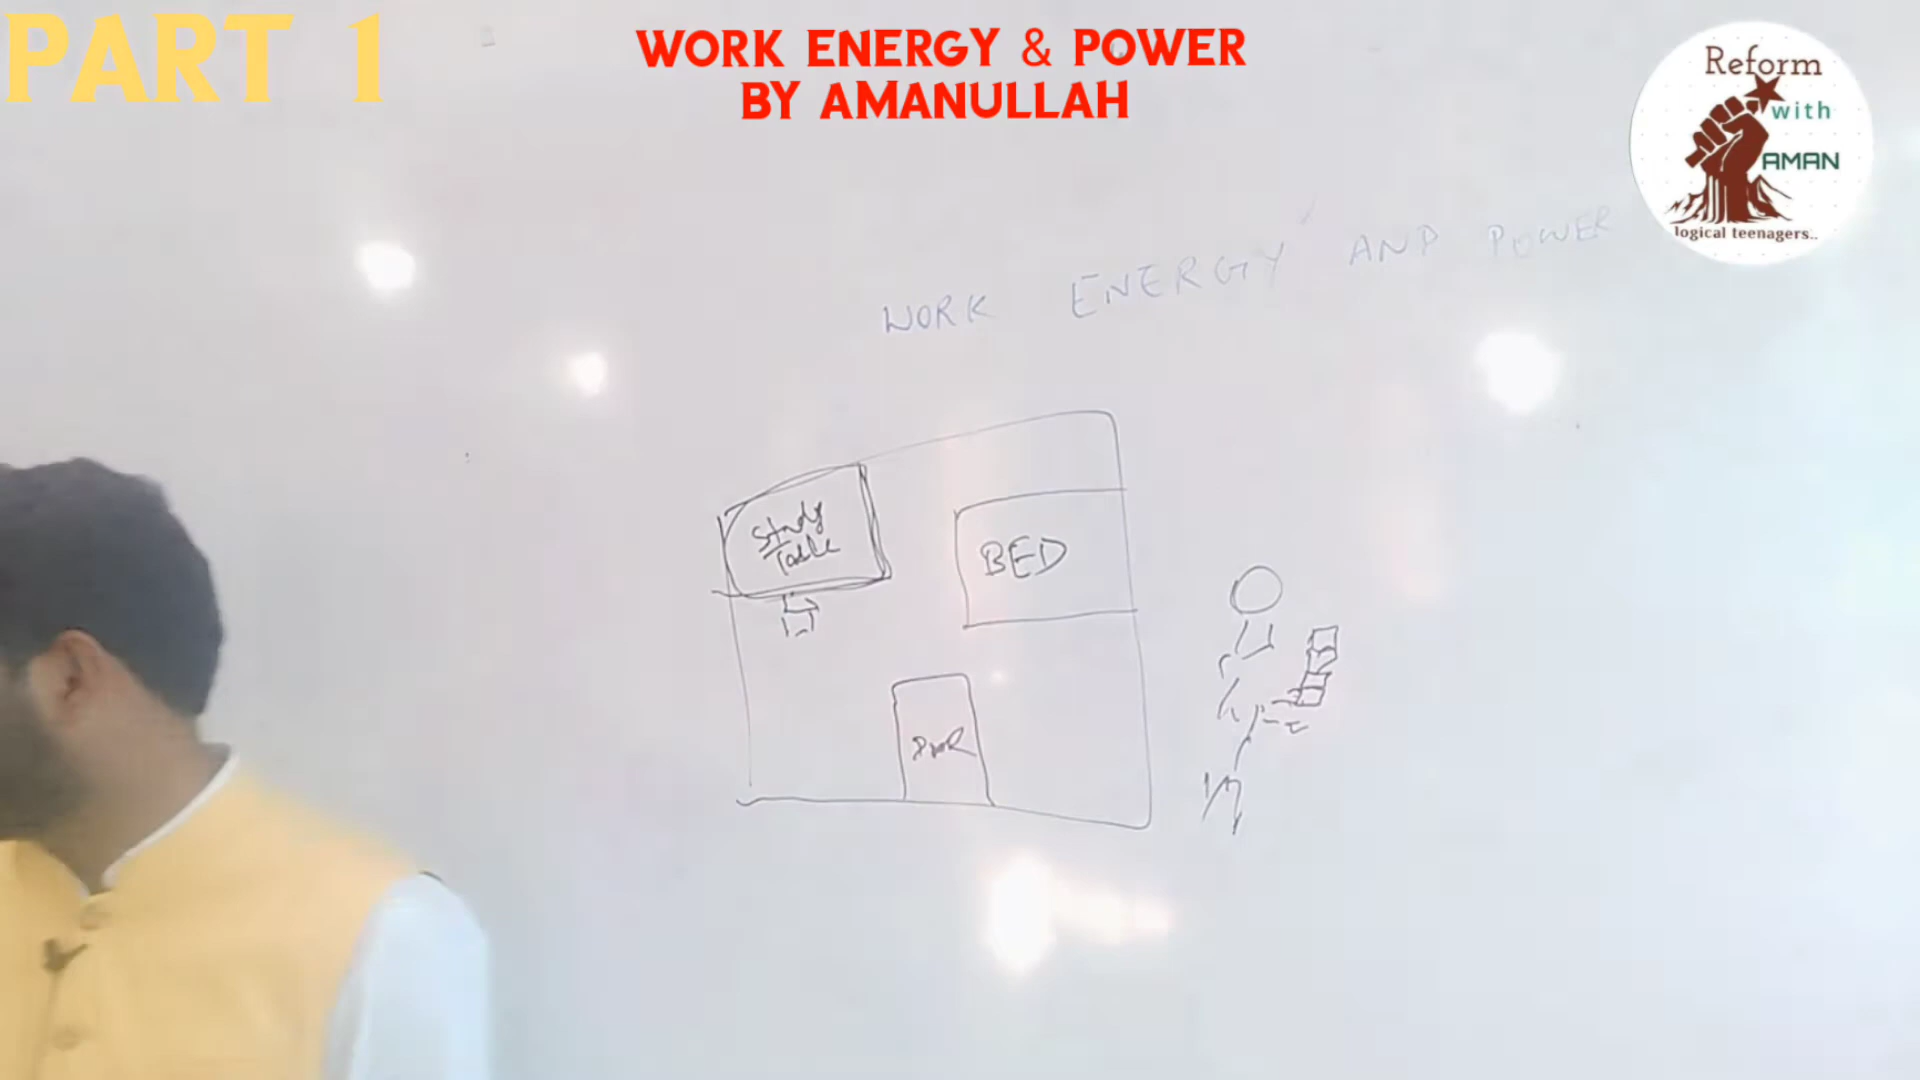 PART 1
WORK ENERGY & POWER
BY AMANULLAH
Reform
with
AMAN
logical teenagers..
WORK ENERGY AND POWER
Study
Table
BED